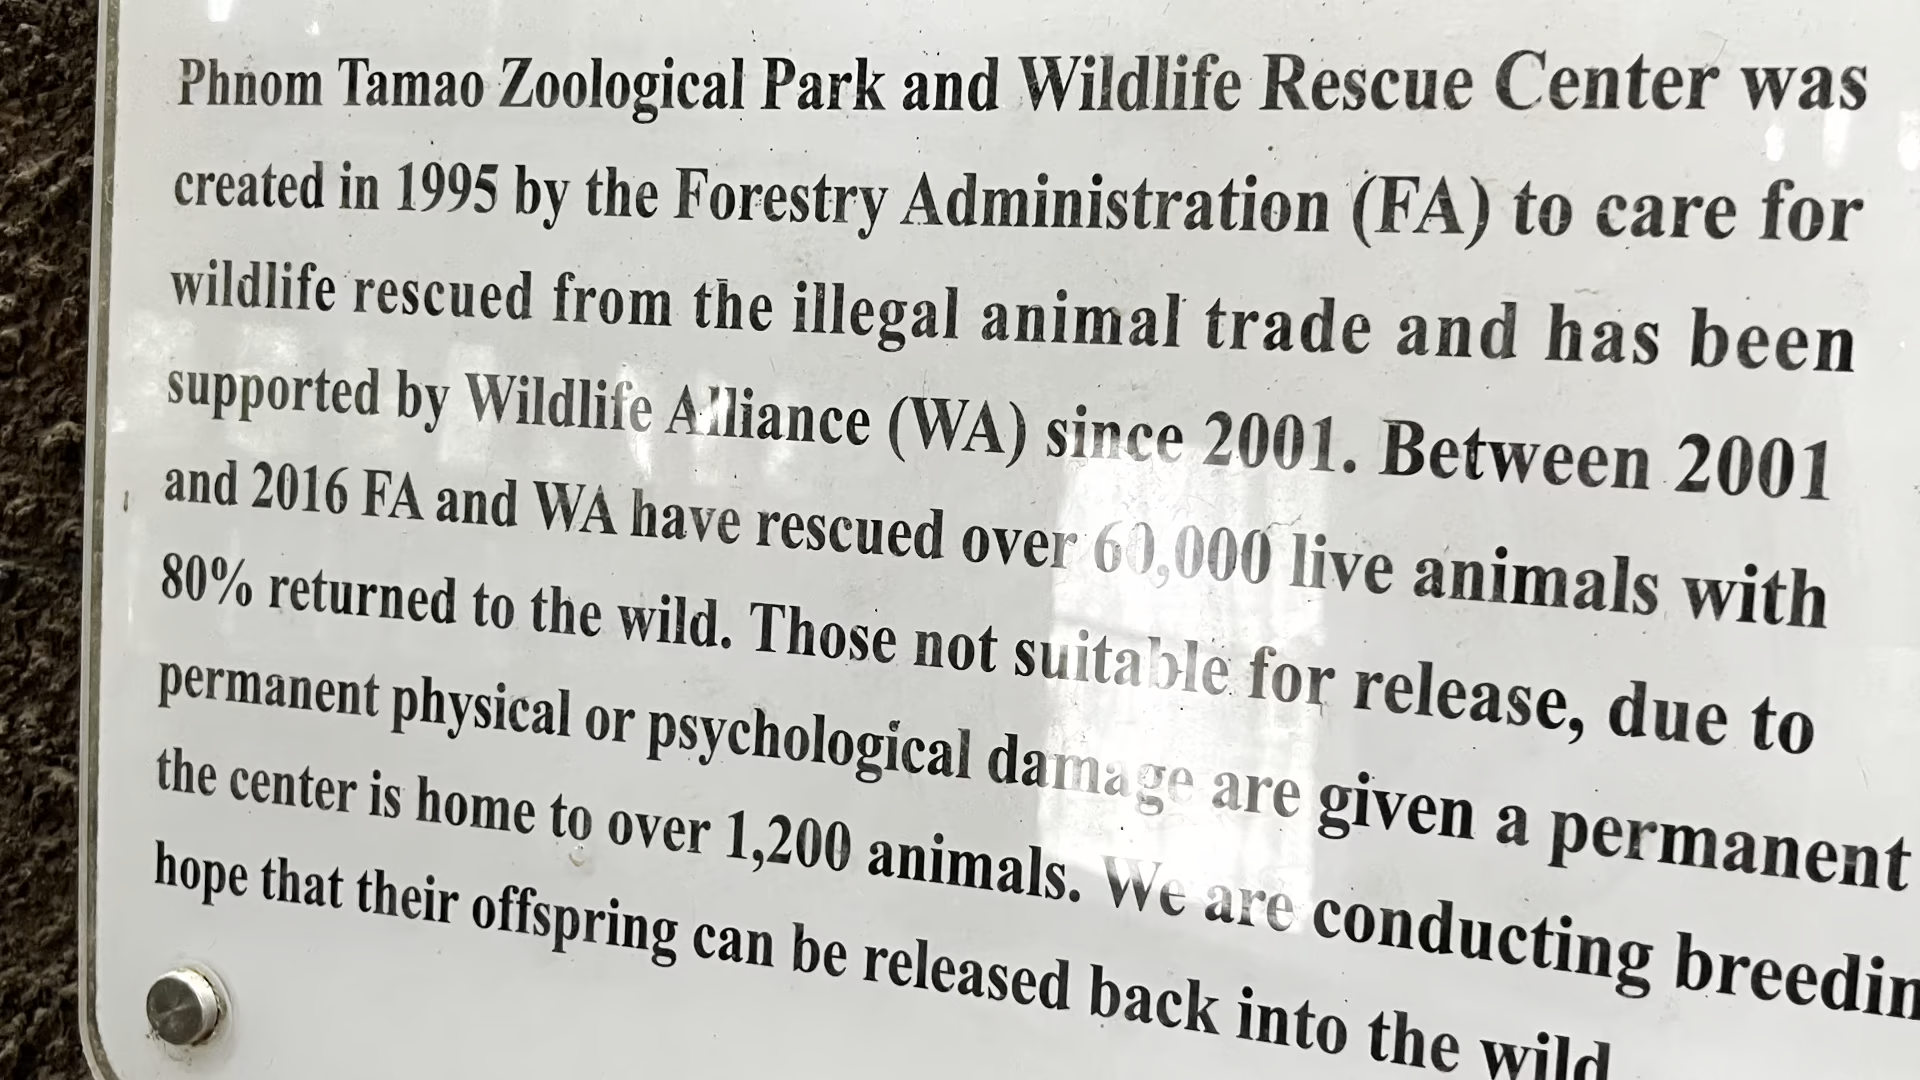 Phnom Tamao Zoological Park and Wildlife Rescue Center was
created in 1995 by the Forestry Administration (FA) to care for
wildlife rescued from the illegal animal trade and has been
supported by Wildlife Alliance (WA) since 2001. Between 2001
and 2016 FA and WA have rescued over 60,000 live animals with
80% returned to the wild. Those not suitable for release, due to
permanent physical or psychological damage are given a permanent
the center is home to over 1,200 animals. We are conducting breedin
hope that their offspring can be released back into the wild